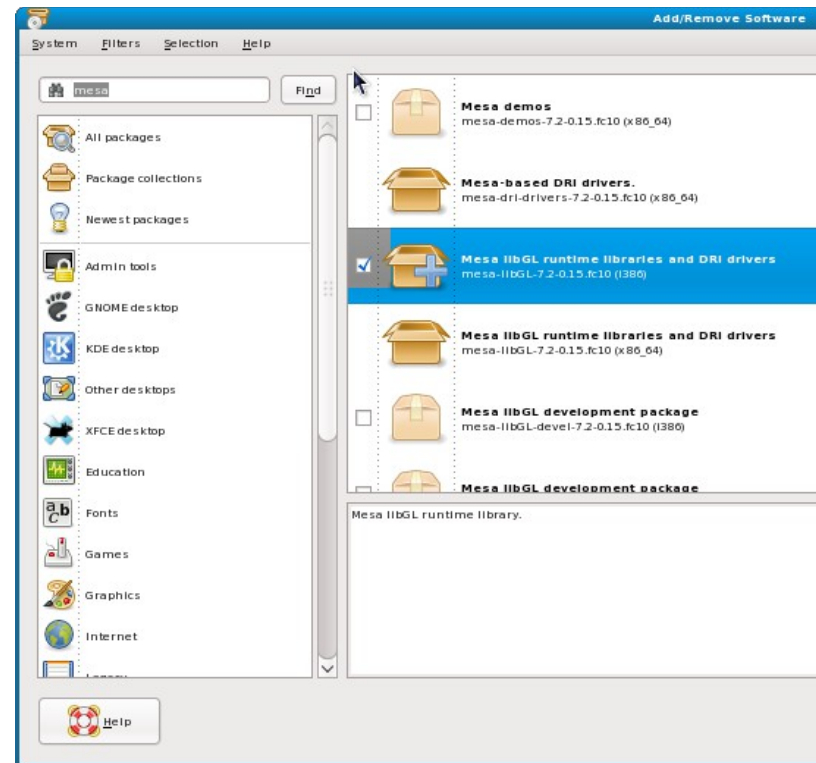 Add/Remove Software
System Filters Selection Help
mesa
Find
All packages
Package collections
Newest packages
Admin tools
GNOME desktop
KDE desktop
Other desktops
XFCE desktop
Education
Fonts
Games
Graphics
Internet
Legacy
Mesa demos
mesa-demos-7.2-0.15.fc10 (x86_64)
Mesa-based DRI drivers.
mesa-dri-drivers-7.2-0.15.fc10 (x86_64)
Mesa libGL runtime libraries and DRI drivers
mesa-libGL-7.2-0.15.fc10 (i386)
Mesa libGL runtime libraries and DRI drivers
mesa-libGL-7.2-0.15.fc10 (x86_64)
Mesa libGL development package
mesa-libGL-devel-7.2-0.15.fc10 (i386)
Mesa libGL development package
Mesa libGL runtime library.
Help